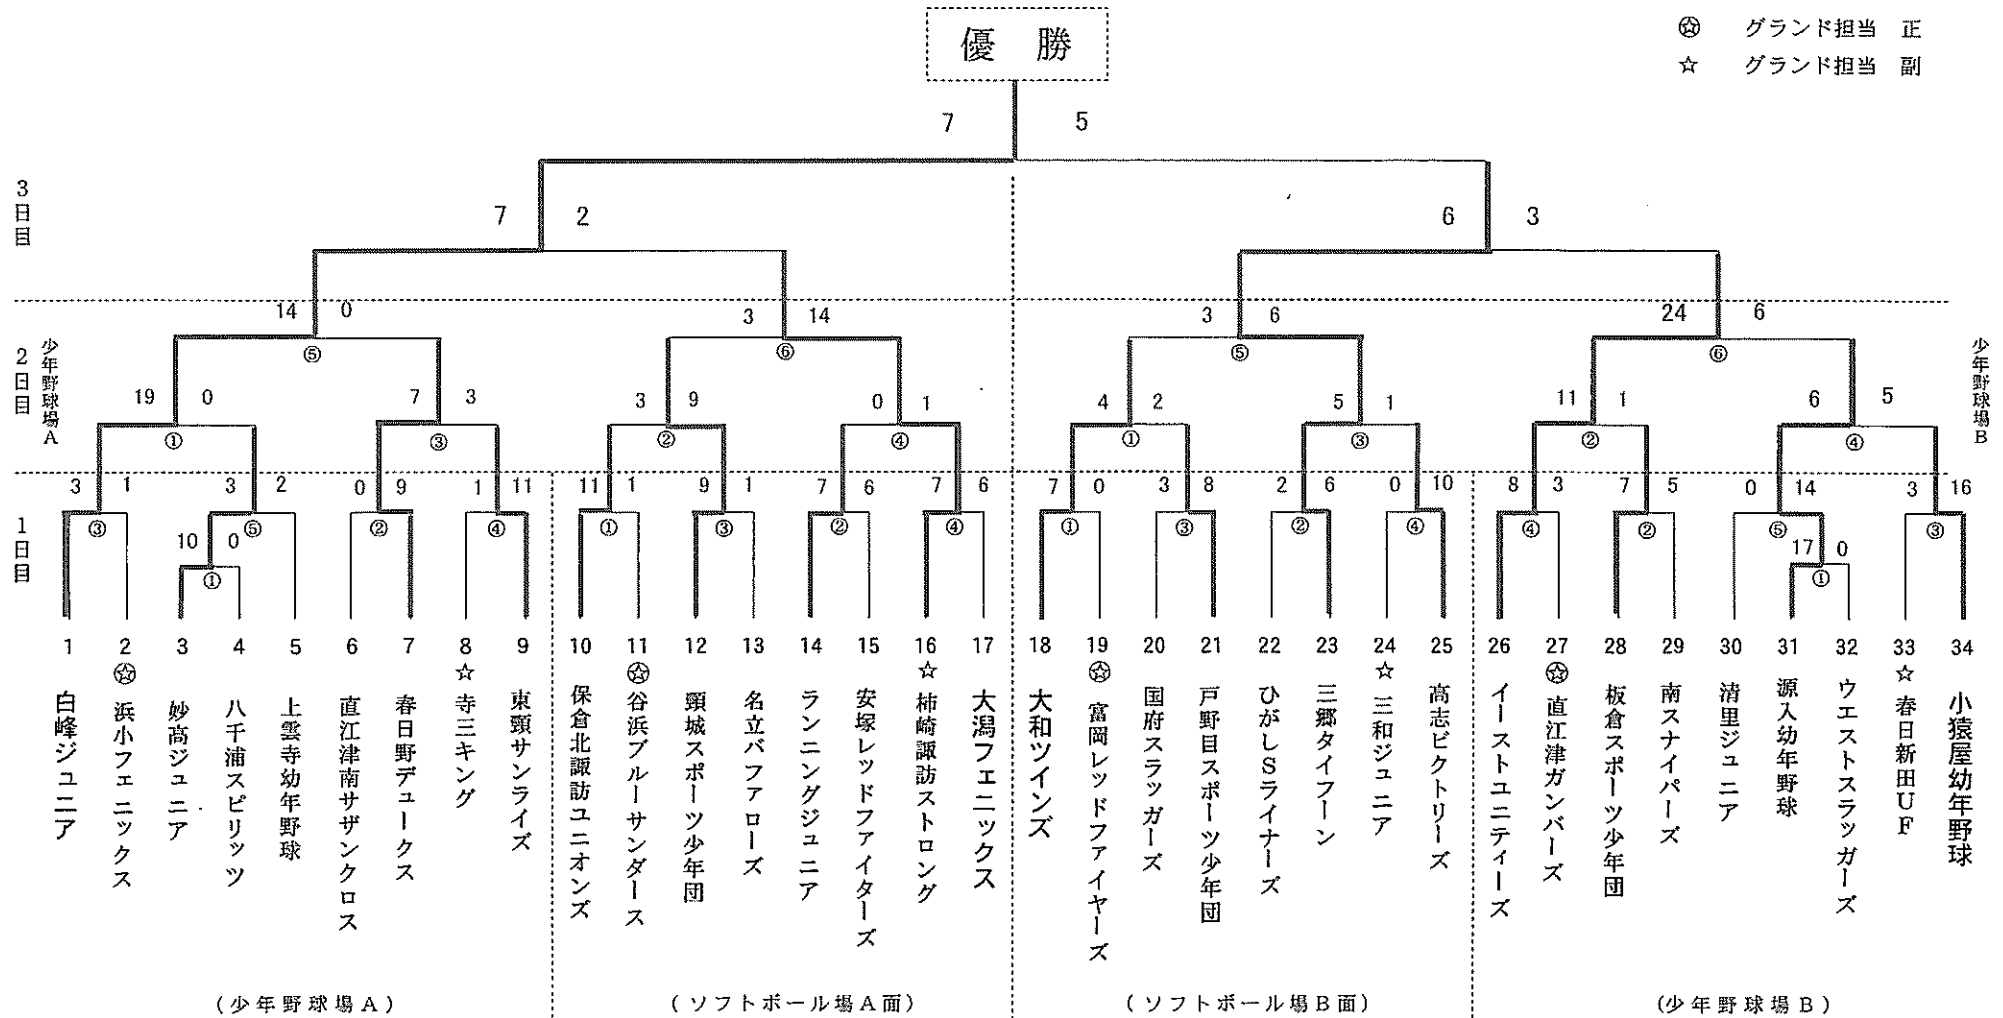 優 勝
◎ グランド担当 正
☆ グランド担当 副
7 5
3日目
7 2 6 3
14 0 3 14 3 6 24 6
⑤ ⑥ ⑤ ⑥
2日目
少年野球場A
少年野球場B
19 0 7 3 3 9 0 1 4 2 5 1 11 1 6 5
① ③ ② ④ ① ③ ② ④
1日目
3 1 3 2 0 9 1 11 11 1 9 1 7 6 7 6 7 0 3 8 2 6 0 10 8 3 7 5 0 14 3 16
③ ⑤ ② ④ ① ③ ② ④ ① ③ ② ④ ④ ② ⑤ ③
10 0 17 0
① ①
1 白峰ジュニア
2 浜小フェニックス
3 妙高ジュニア
4 八千浦スピリッツ
5 上雲寺幼年野球
6 直江津南サザンクロス
7 春日野デュークス
8 ☆ 寺三キング
9 東頸サンライズ
10 保倉北諏訪ユニオンズ
11 谷浜ブルーサンダース
12 頸城スポーツ少年団
13 名立バファローズ
14 ランニングジュニア
15 安塚レッドファイターズ
16 ☆ 柿崎諏訪ストロング
17 大潟フェニックス
18 大和ツインズ
19 富岡レッドファイヤーズ
20 国府スラッガーズ
21 戸野目スポーツ少年団
22 ひがしSライナーズ
23 三郷タイフーン
24 ☆ 三和ジュニア
25 高志ビクトリーズ
26 イーストユニティーズ
27 直江津ガンバーズ
28 板倉スポーツ少年団
29 南スナイパーズ
30 清里ジュニア
31 源入幼年野球
32 ウエストスラッガーズ
33 ☆ 春日新田UF
34 小猿屋幼年野球
(少年野球場A)
(ソフトボール場A面)
(ソフトボール場B面)
(少年野球場B)